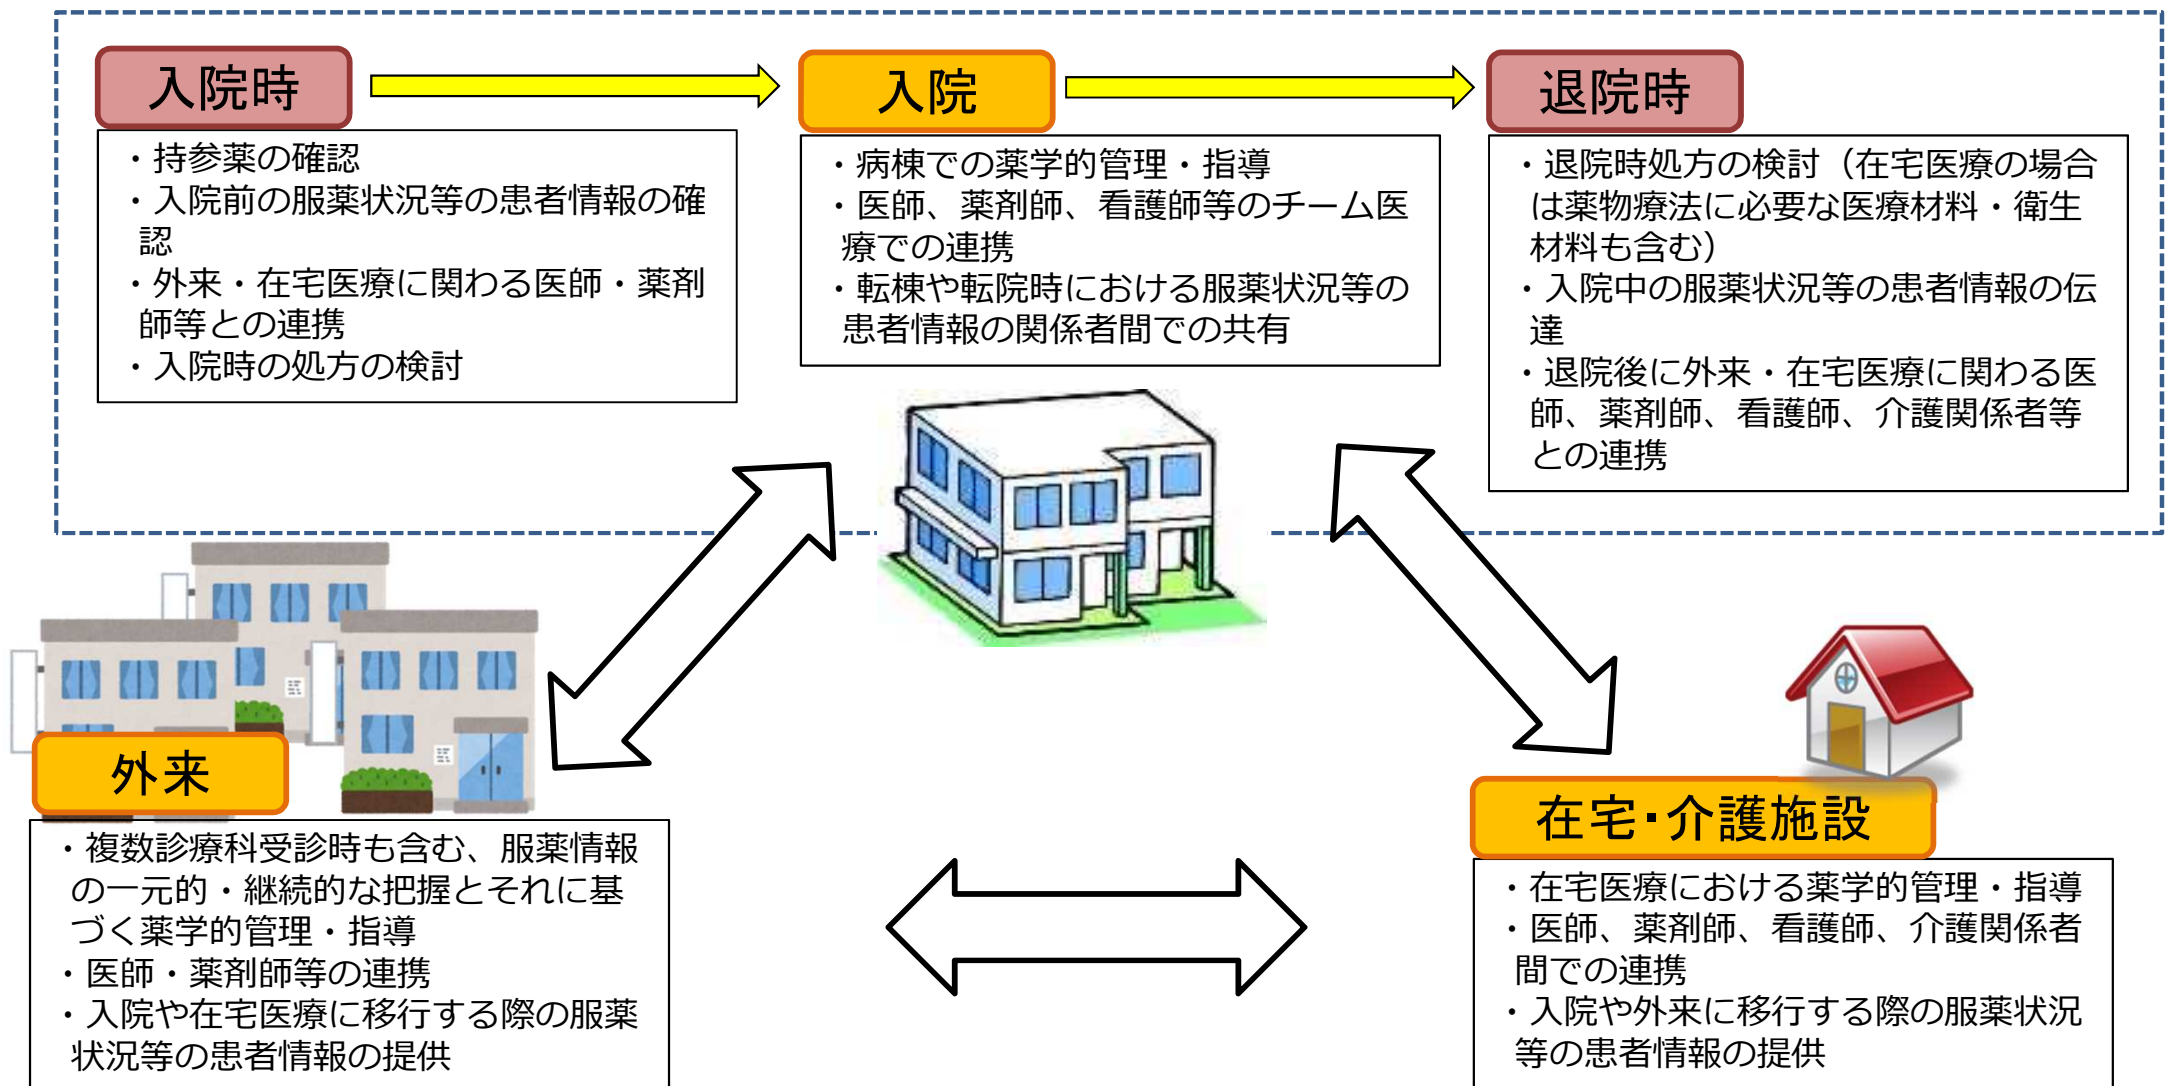 入院時
・持参薬の確認
・入院前の服薬状況等の患者情報の確
認
・外来・在宅医療に関わる医師・薬剤
師等との連携
・入院時の処方の検討
入院
・病棟での薬学的管理・指導
・医師、薬剤師、看護師等のチーム医
療での連携
・転棟や転院時における服薬状況等の
患者情報の関係者間での共有
退院時
・退院時処方の検討（在宅医療の場合
は薬物療法に必要な医療材料・衛生
材料も含む）
・入院中の服薬状況等の患者情報の伝
達
・退院後に外来・在宅医療に関わる医
師、薬剤師、看護師、介護関係者等
との連携
外来
・複数診療科受診時も含む、服薬情報
の一元的・継続的な把握とそれに基
づく薬学的管理・指導
・医師・薬剤師等の連携
・入院や在宅医療に移行する際の服薬
状況等の患者情報の提供
在宅・介護施設
・在宅医療における薬学的管理・指導
・医師、薬剤師、看護師、介護関係者
間での連携
・入院や外来に移行する際の服薬状況
等の患者情報の提供